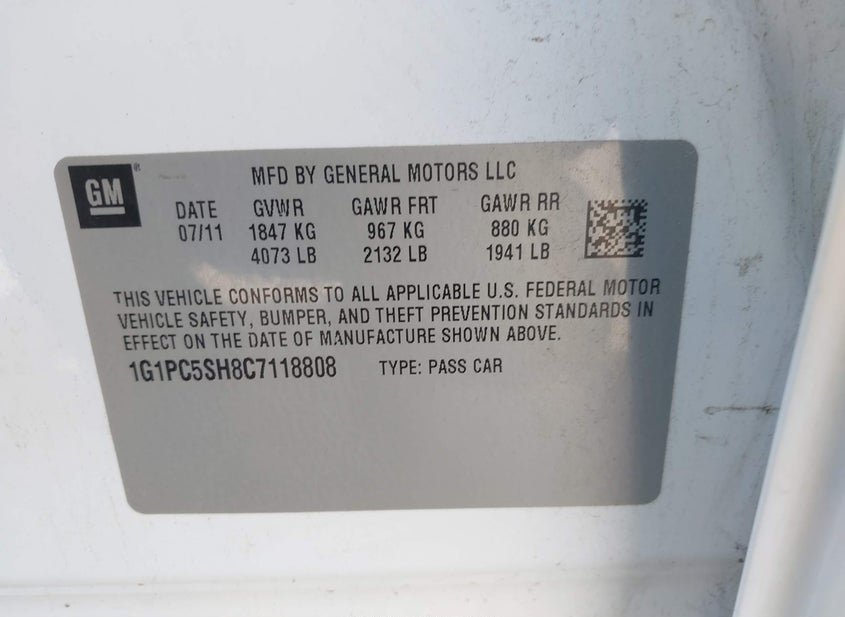 GM
MFD BY GENERAL MOTORS LLC
DATE GVWR GAWR FRT GAWR RR
07/11 1847 KG 967 KG 880 KG
4073 LB 2132 LB 1941 LB
THIS VEHICLE CONFORMS TO ALL APPLICABLE U.S. FEDERAL MOTOR
VEHICLE SAFETY, BUMPER, AND THEFT PREVENTION STANDARDS IN
EFFECT ON THE DATE OF MANUFACTURE SHOWN ABOVE.
1G1PC5SH8C7118808 TYPE: PASS CAR